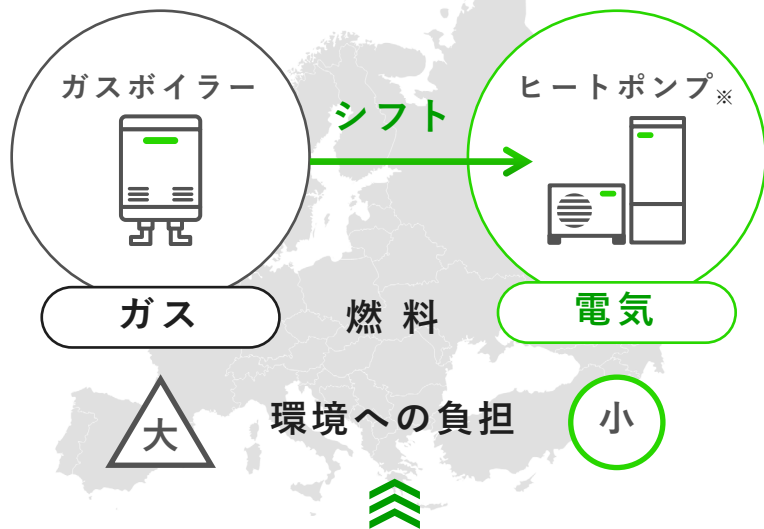 ガスボイラー
ヒートポンプ※
シフト
ガス
燃料
電気
大
環境への負担
小